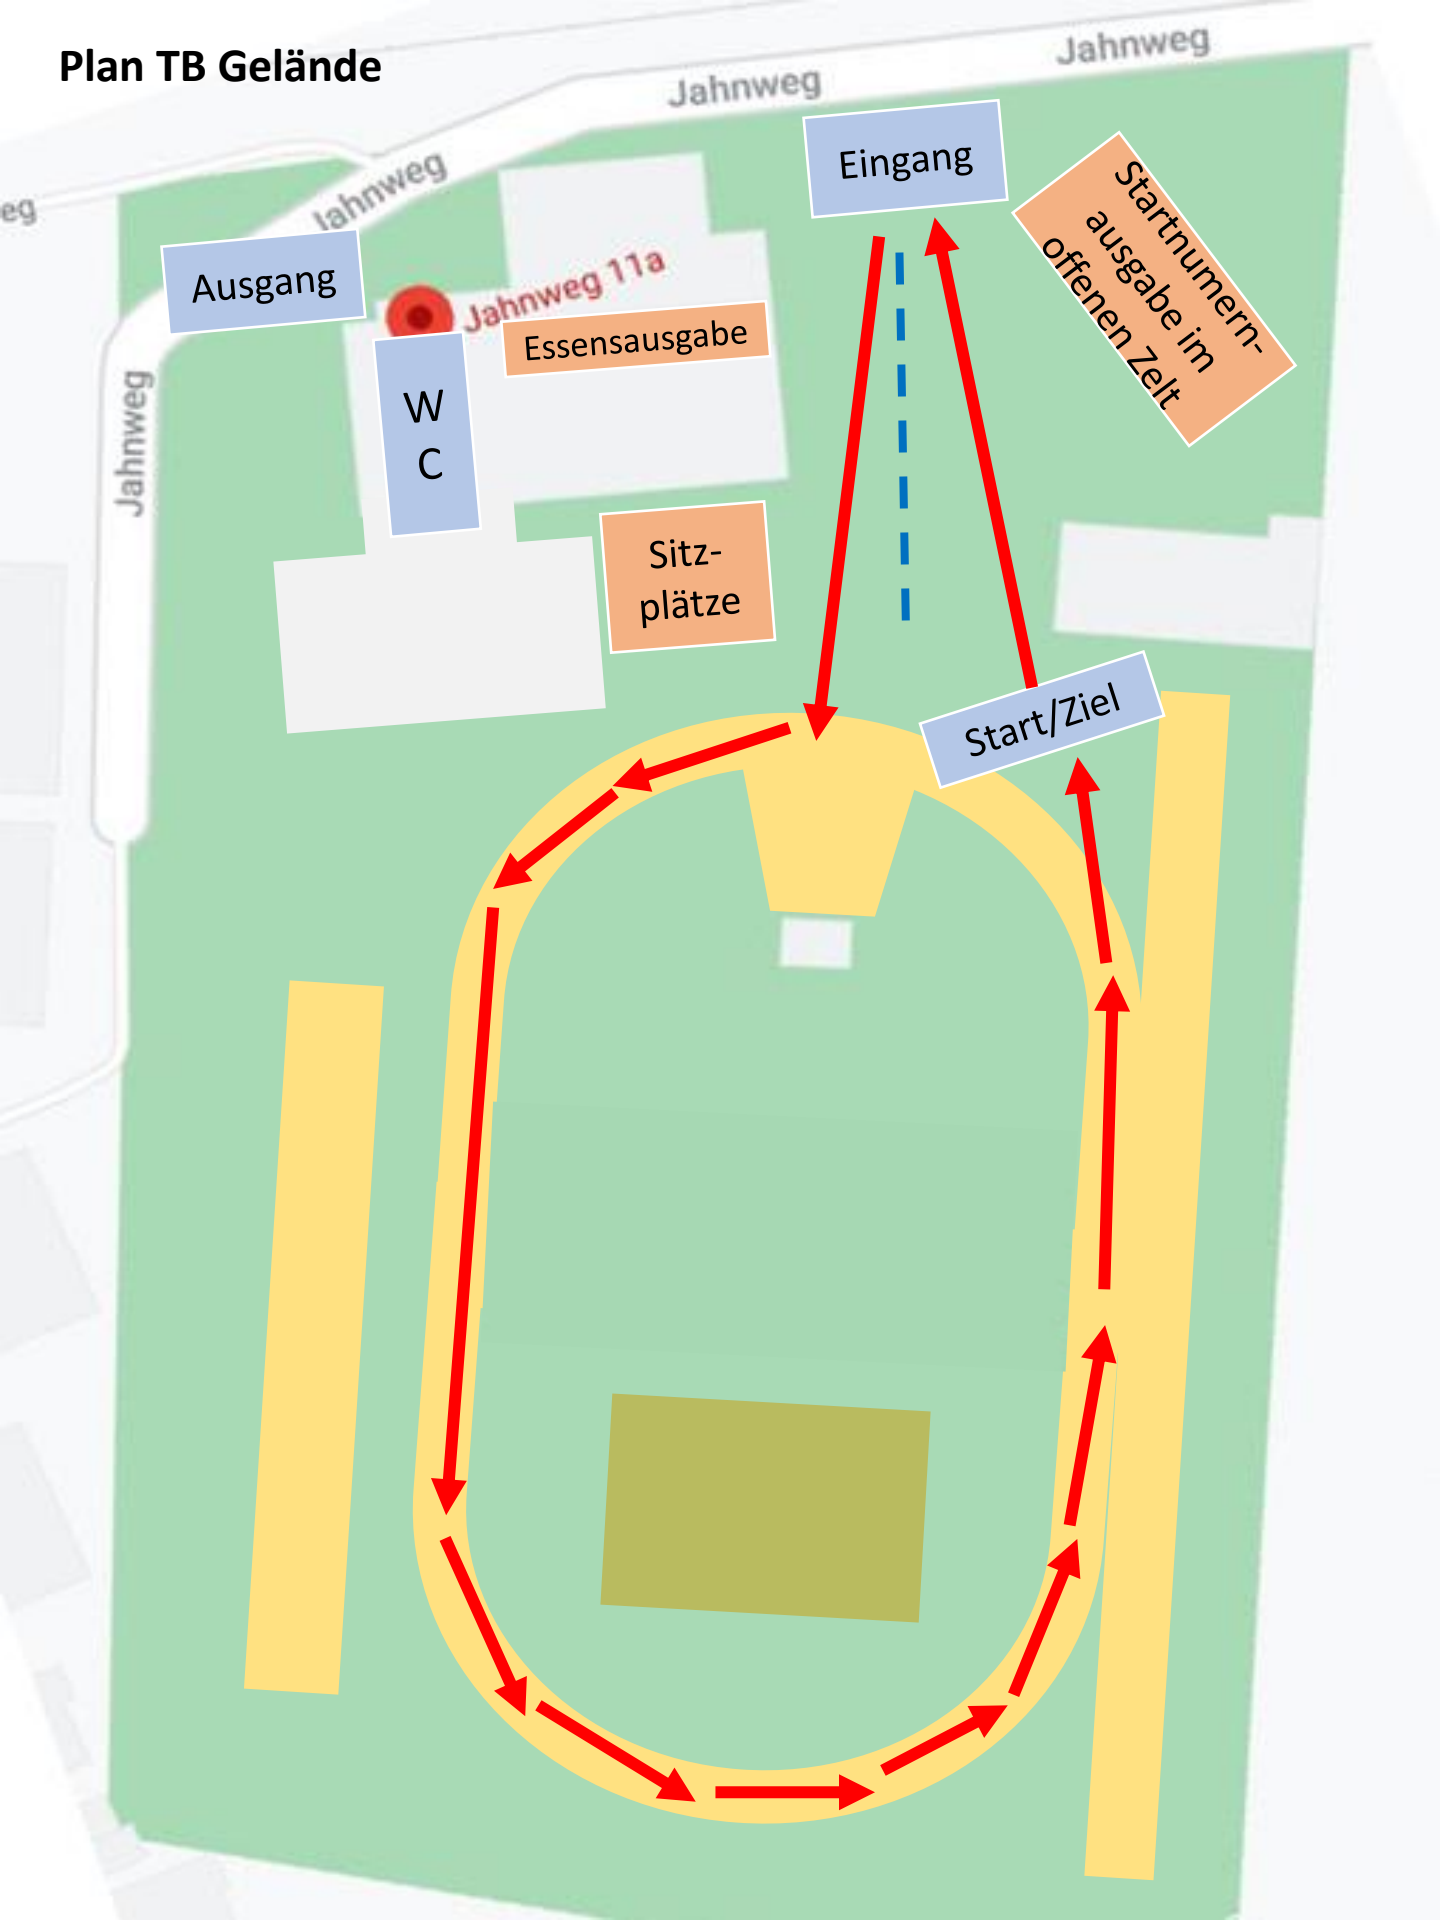 Plan TB Gelände
Jahnweg
Jahnweg
Jahnweg
eg
Eingang
Startnumern-
ausgabe im
offenen Zelt
Ausgang
Jahnweg 11a
Essensausgabe
W
C
Jahnweg
Sitz-
plätze
Start/Ziel